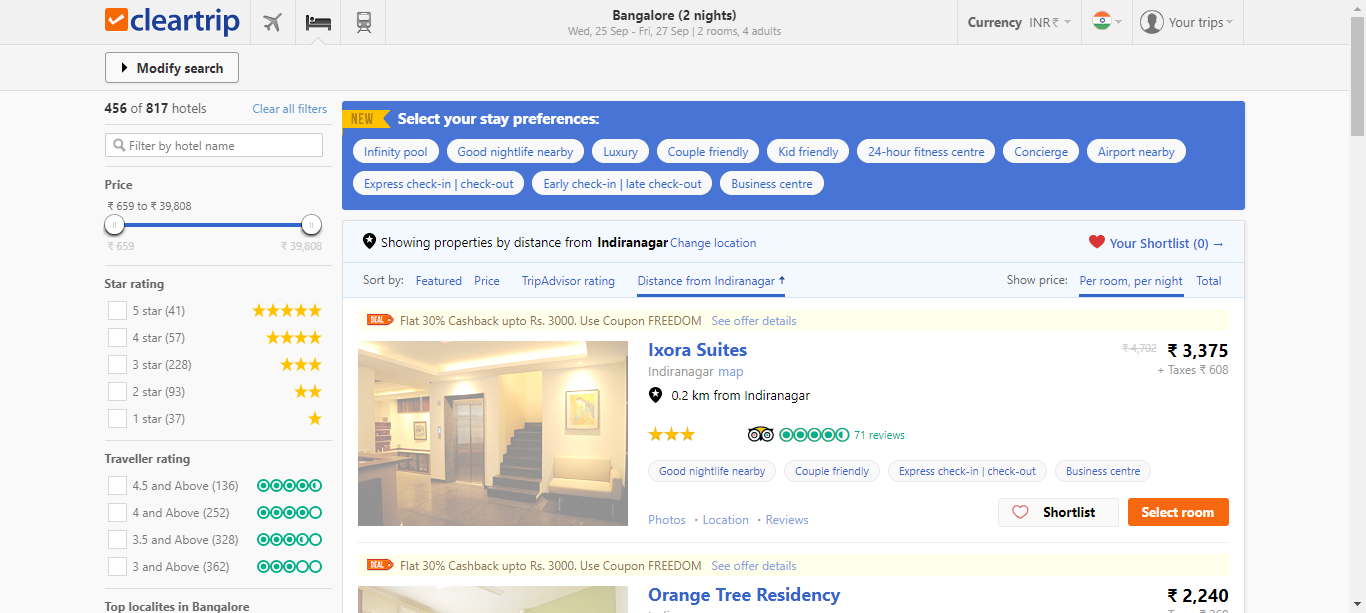 cleartrip
Bangalore (2 nights)
Wed, 25 Sep - Fri, 27 Sep | 2 rooms, 4 adults
Currency INR₹
Your trips
Modify search
456 of 817 hotels
Clear all filters
Filter by hotel name
Price
₹ 659 to ₹ 39,808
₹ 659
₹ 39,808
Star rating
5 star (41)
4 star (57)
3 star (228)
2 star (93)
1 star (37)
Traveller rating
4.5 and Above (136)
4 and Above (252)
3.5 and Above (328)
3 and Above (362)
Top localites in Bangalore
NEW Select your stay preferences:
Infinity pool Good nightlife nearby Luxury Couple friendly Kid friendly 24-hour fitness centre Concierge Airport nearby
Express check-in | check-out Early check-in | late check-out Business centre
Showing properties by distance from Indiranagar Change location
Your Shortlist (0) →
Sort by: Featured Price TripAdvisor rating Distance from Indiranagar ↑
Show price: Per room, per night Total
DEAL Flat 30% Cashback upto Rs. 3000. Use Coupon FREEDOM See offer details
Ixora Suites
₹ 4,702 ₹ 3,375
Indiranagar map
+ Taxes ₹ 608
0.2 km from Indiranagar
71 reviews
Good nightlife nearby Couple friendly Express check-in | check-out Business centre
Photos • Location • Reviews
Shortlist
Select room
DEAL Flat 30% Cashback upto Rs. 3000. Use Coupon FREEDOM See offer details
Orange Tree Residency
₹ 2,240